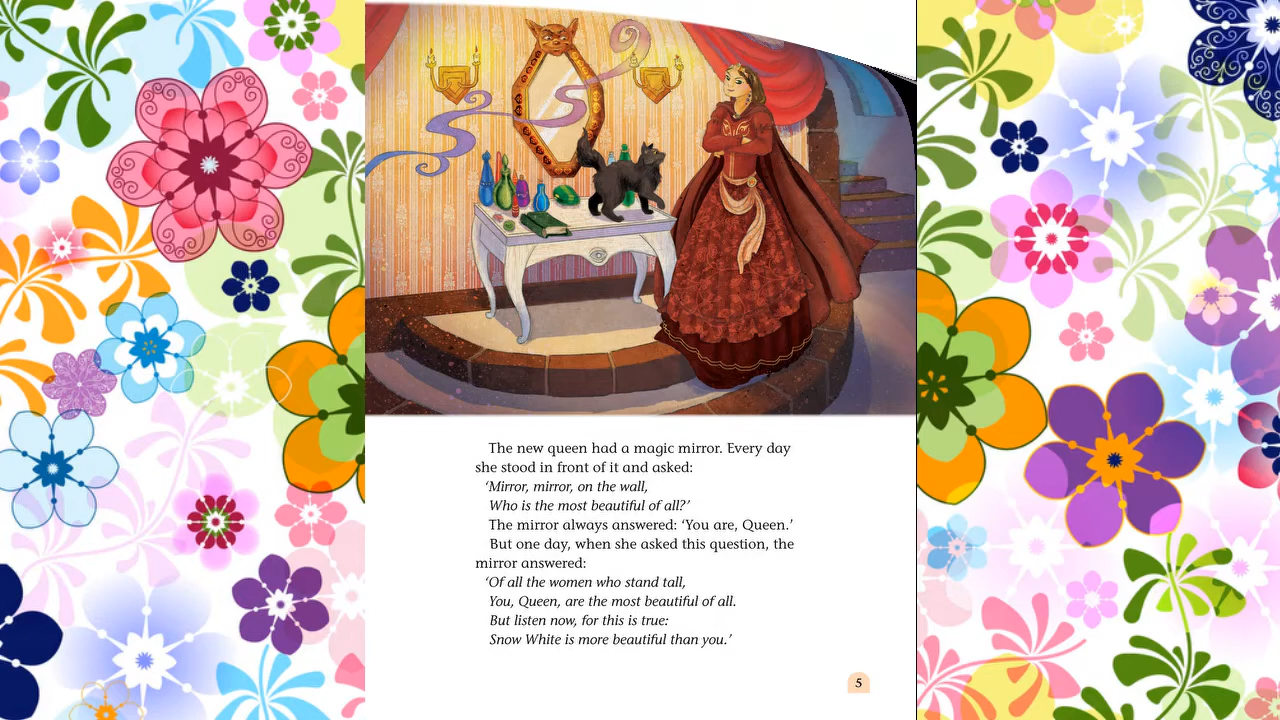 The new queen had a magic mirror. Every day
she stood in front of it and asked:
‘Mirror, mirror, on the wall,
Who is the most beautiful of all?’
The mirror always answered: ‘You are, Queen.’
But one day, when she asked this question, the
mirror answered:
‘Of all the women who stand tall,
You, Queen, are the most beautiful of all.
But listen now, for this is true:
Snow White is more beautiful than you.’
5